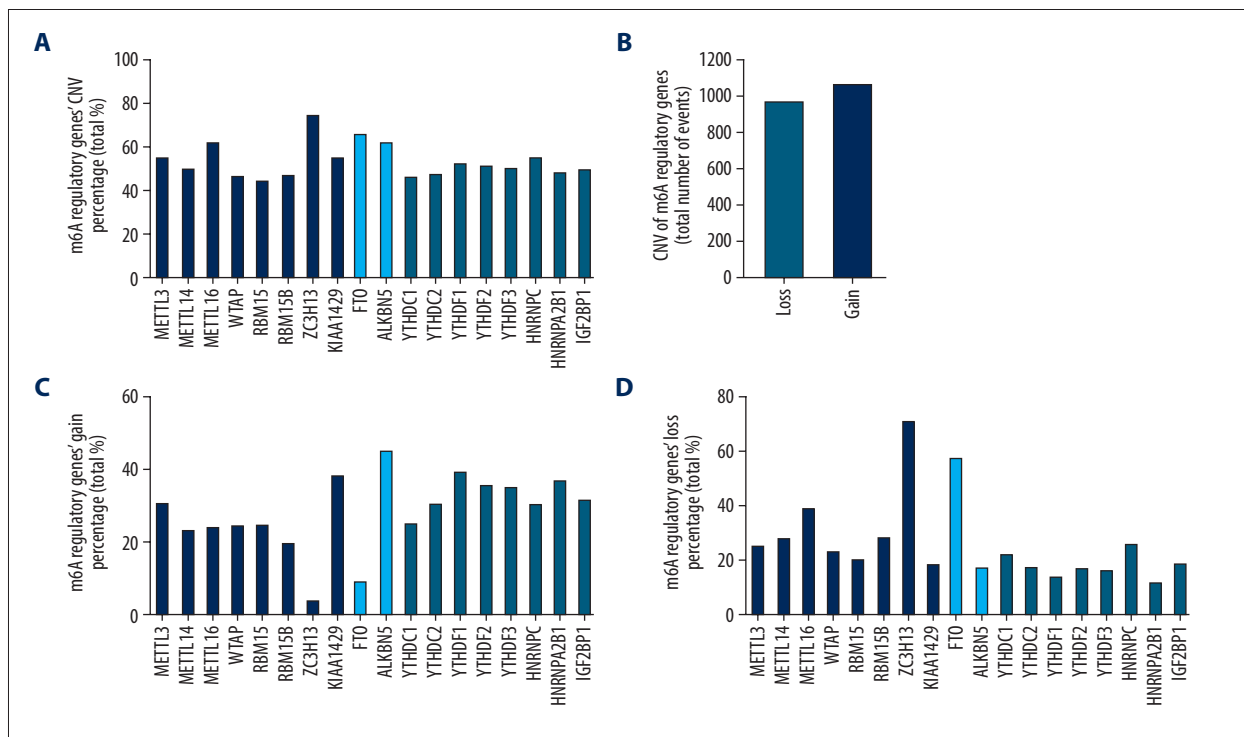 A
m6A regulatory genes' CNV
percentage (total %)
100
80
60
40
20
0
METTL3
METTL14
METTL16
WTAP
RBM15
RBM15B
ZC3H13
KIAA1429
FTO
ALKBN5
YTHDC1
YTHDC2
YTHDF1
YTHDF2
YTHDF3
HNRNPC
HNRNPA2B1
IGF2BP1
B
CNV of m6A regulatory genes
(total number of events)
1200
1000
800
600
400
200
0
Loss
Gain
C
m6A regulatory genes' gain
percentage (total %)
60
40
20
0
METTL3
METTL14
METTL16
WTAP
RBM15
RBM15B
ZC3H13
KIAA1429
FTO
ALKBN5
YTHDC1
YTHDC2
YTHDF1
YTHDF2
YTHDF3
HNRNPC
HNRNPA2B1
IGF2BP1
D
m6A regulatory genes' loss
percentage (total %)
80
60
40
20
0
METTL3
METTL14
METTL16
WTAP
RBM15
RBM15B
ZC3H13
KIAA1429
FTO
ALKBN5
YTHDC1
YTHDC2
YTHDF1
YTHDF2
YTHDF3
HNRNPC
HNRNPA2B1
IGF2BP1